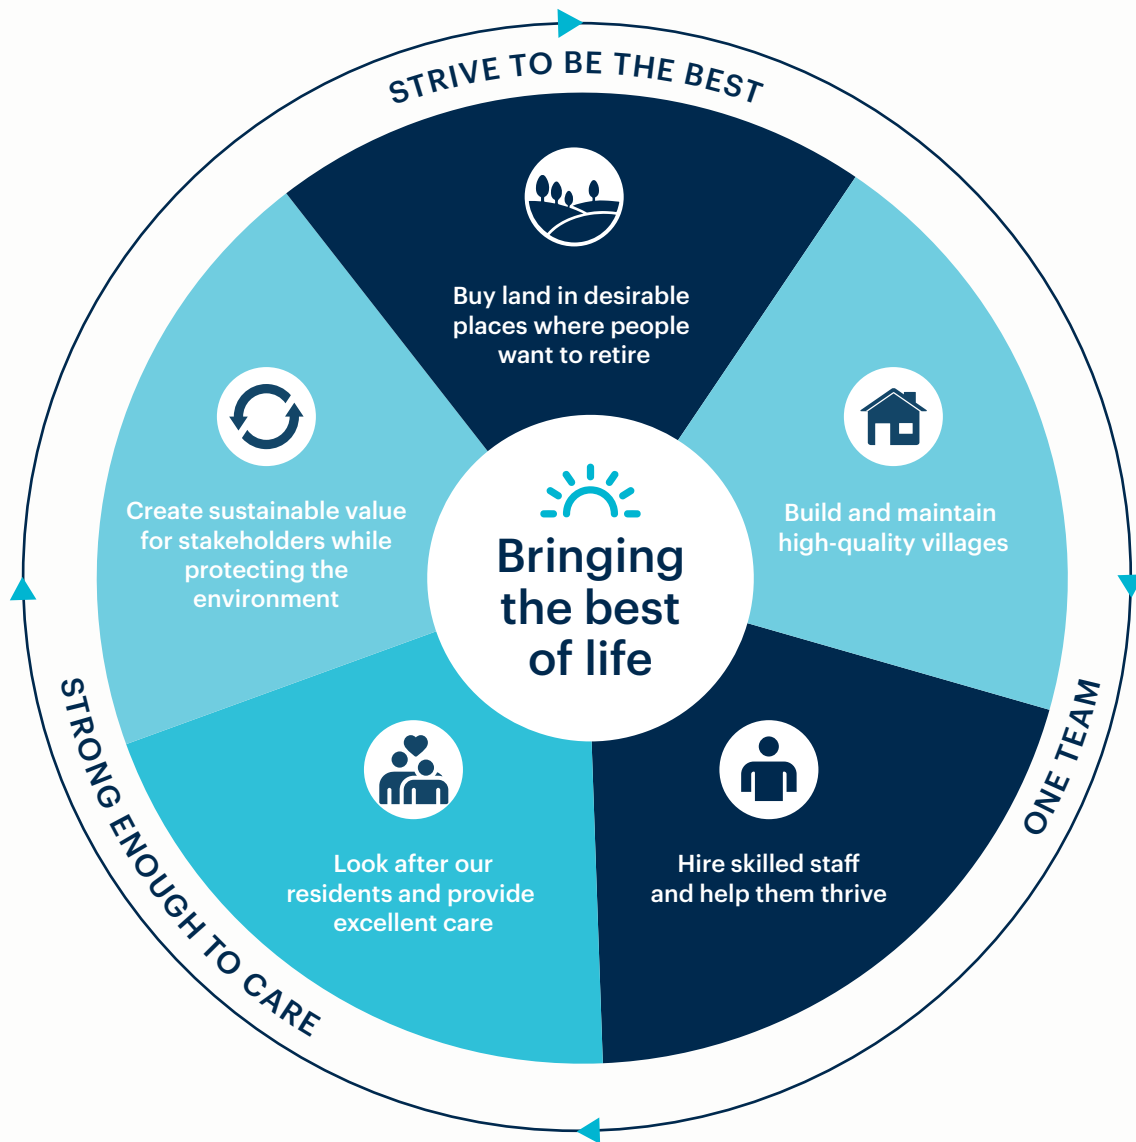 STRIVE TO BE THE BEST
Buy land in desirable
places where people
want to retire
Build and maintain
high-quality villages
Hire skilled staff
and help them thrive
Look after our
residents and provide
excellent care
Create sustainable value
for stakeholders while
protecting the
environment
Bringing
the best
of life
ONE TEAM
STRONG ENOUGH TO CARE